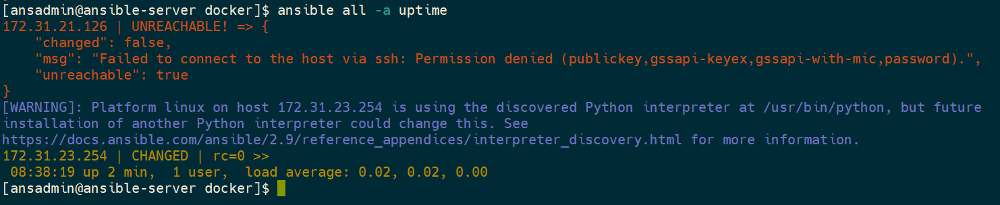 [ansadmin@ansible-server docker]$ ansible all -a uptime
172.31.21.126 | UNREACHABLE! => {
    "changed": false,
    "msg": "Failed to connect to the host via ssh: Permission denied (publickey,gssapi-keyex,gssapi-with-mic,password).",
    "unreachable": true
}
[WARNING]: Platform linux on host 172.31.23.254 is using the discovered Python interpreter at /usr/bin/python, but future
installation of another Python interpreter could change this. See
https://docs.ansible.com/ansible/2.9/reference_appendices/interpreter_discovery.html for more information.
172.31.23.254 | CHANGED | rc=0 >>
 08:38:19 up 2 min,  1 user,  load average: 0.02, 0.02, 0.00
[ansadmin@ansible-server docker]$